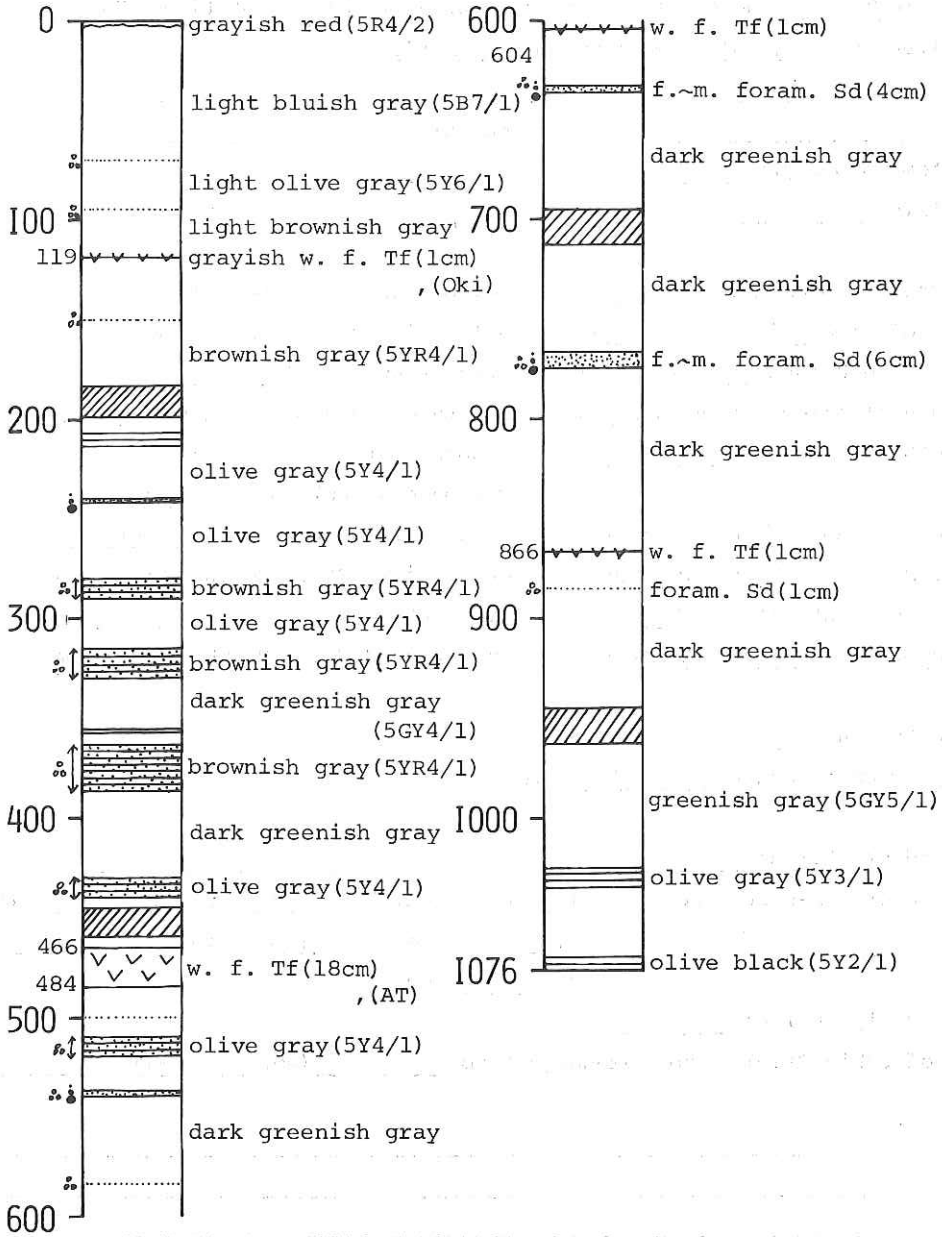 0
grayish red(5R4/2)
light bluish gray(5B7/1)
light olive gray(5Y6/1)
100
light brownish gray
119
grayish w. f. Tf(1cm)
,(Oki)
brownish gray(5YR4/1)
200
olive gray(5Y4/1)
olive gray(5Y4/1)
brownish gray(5YR4/1)
300
olive gray(5Y4/1)
brownish gray(5YR4/1)
dark greenish gray
(5GY4/1)
brownish gray(5YR4/1)
400
dark greenish gray
olive gray(5Y4/1)
466
w. f. Tf(18cm)
484
,(AT)
500
olive gray(5Y4/1)
dark greenish gray
600
600
w. f. Tf(1cm)
604
f.~m. foram. Sd(4cm)
dark greenish gray
700
dark greenish gray
f.~m. foram. Sd(6cm)
800
dark greenish gray
866
w. f. Tf(1cm)
foram. Sd(1cm)
900
dark greenish gray
greenish gray(5GY5/1)
1000
olive gray(5Y3/1)
1076
olive black(5Y2/1)